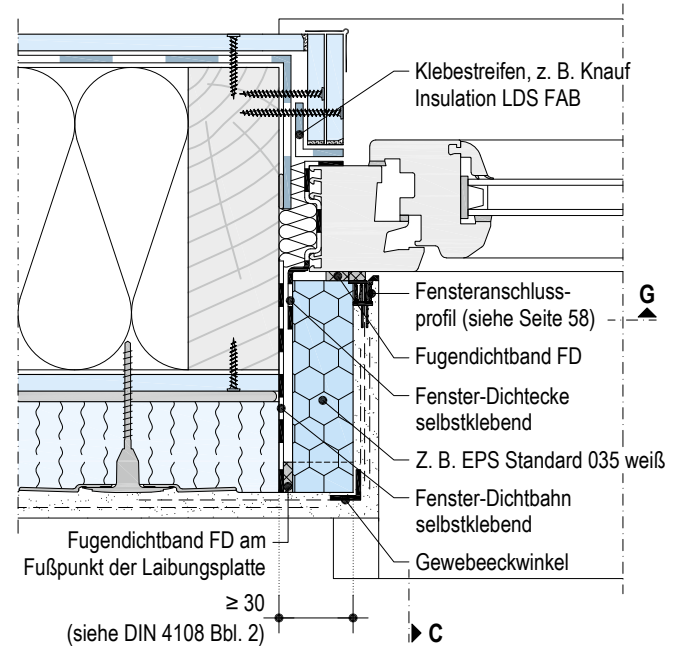 Klebestreifen, z. B. Knauf
Insulation LDS FAB
Fensteranschluss-
profil (siehe Seite 58)
G
Fugendichtband FD
Fenster-Dichtecke
selbstklebend
Z. B. EPS Standard 035 weiß
Fenster-Dichtbahn
selbstklebend
Gewebeeckwinkel
Fugendichtband FD am
Fußpunkt der Laibungsplatte
≥ 30
(siehe DIN 4108 Bbl. 2)
C